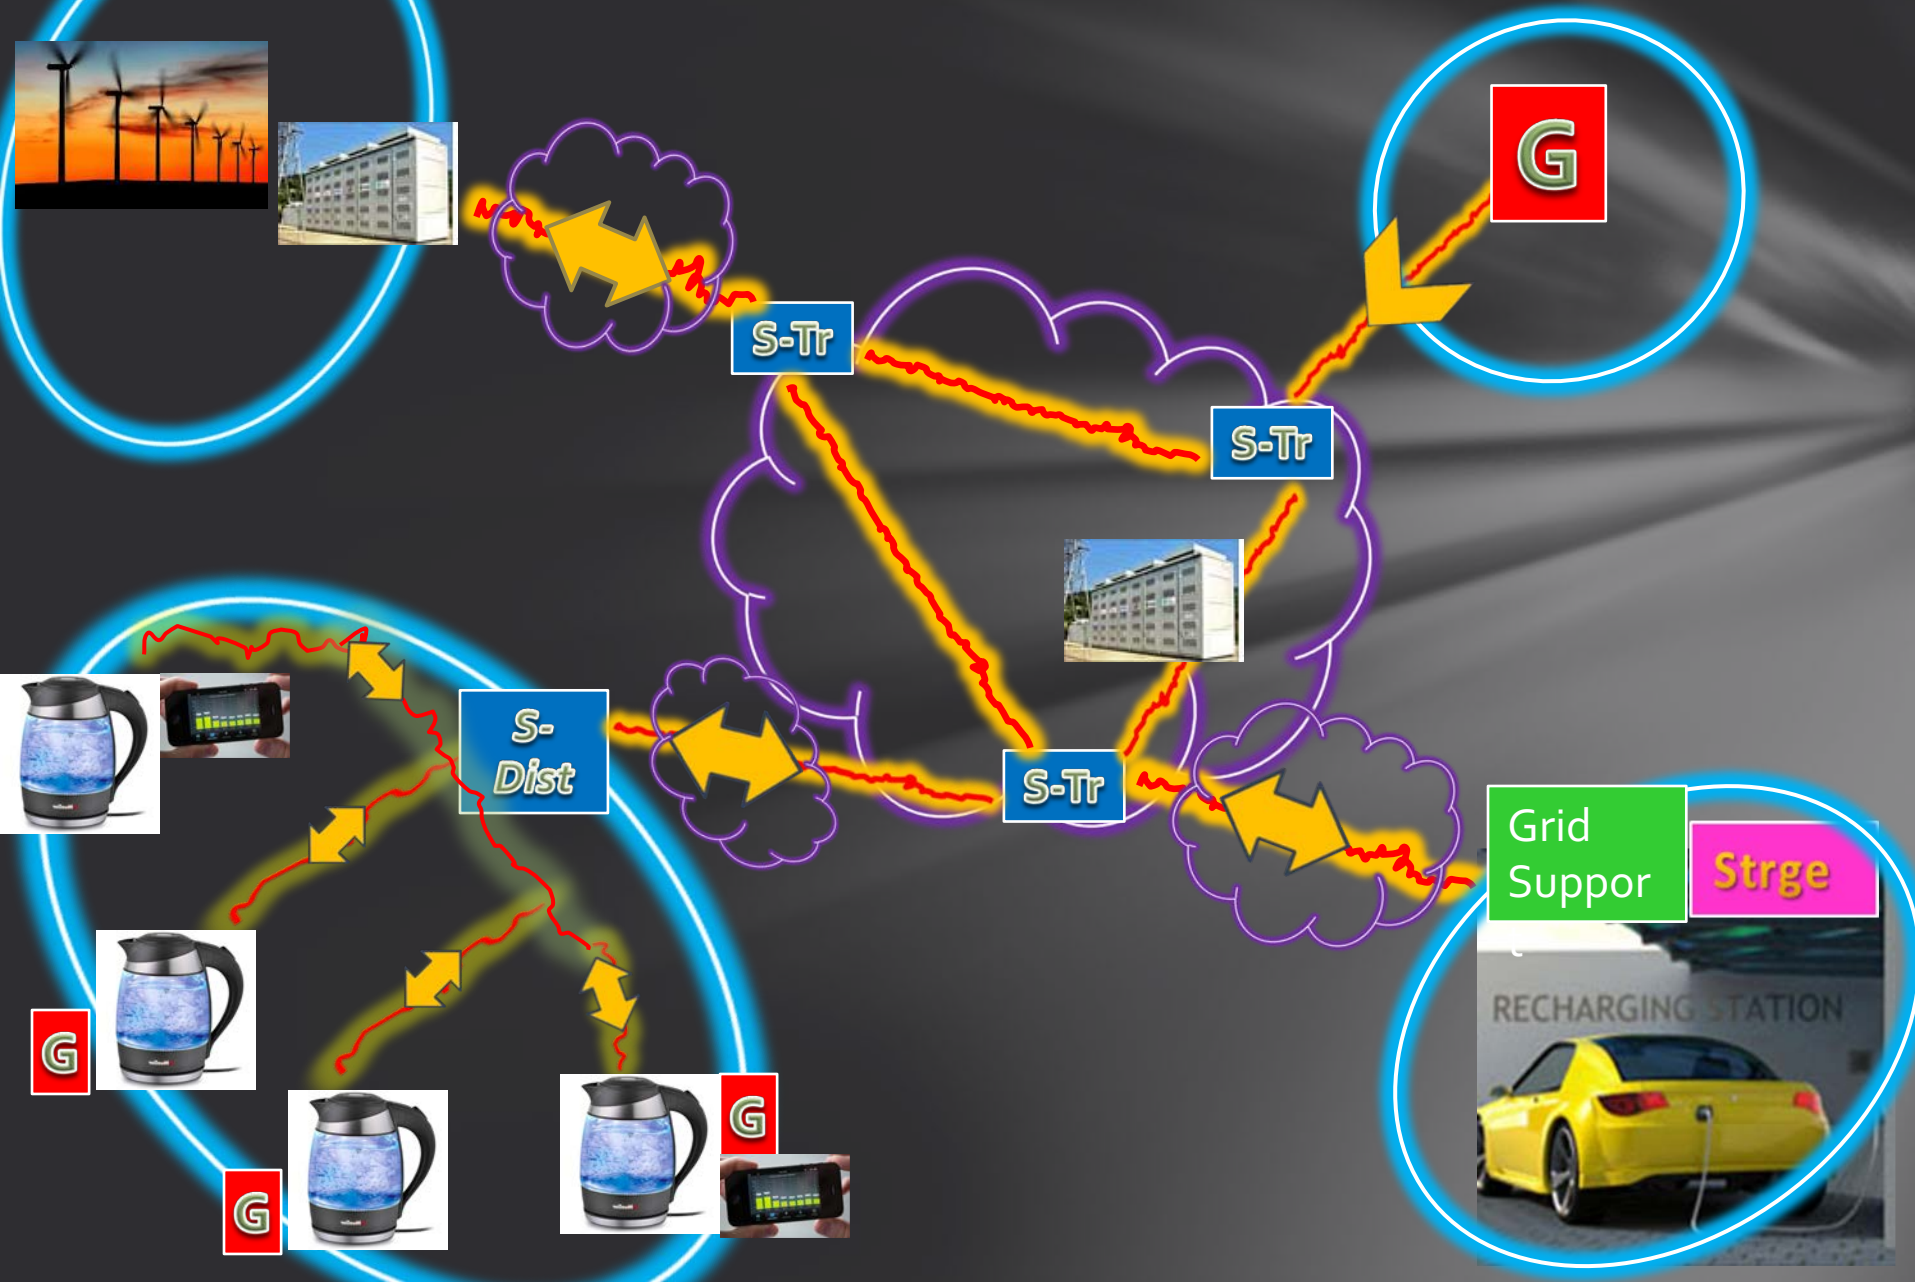 G
S-Tr
S-Tr
S-
Dist
S-Tr
Grid
Suppor
t
Strge
RECHARGING STATION
G
G
G